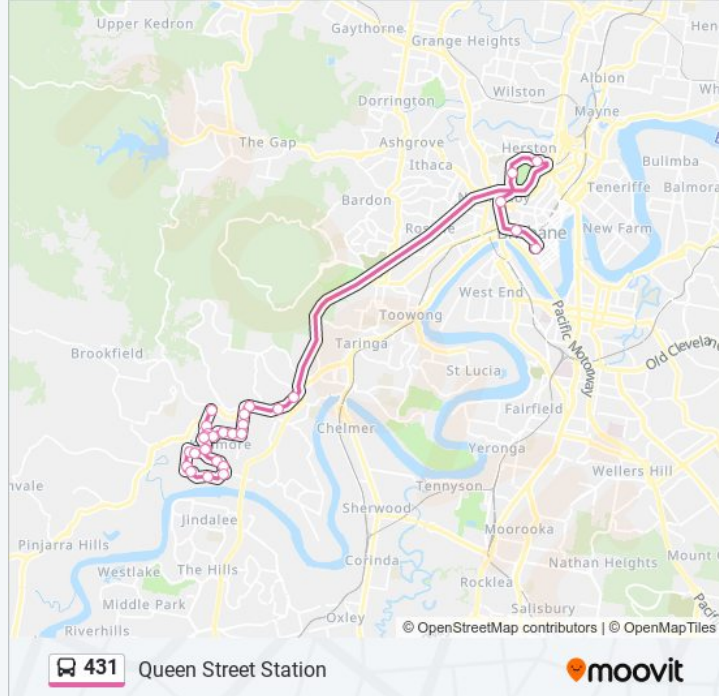 Upper Kedron
Gaythorne
Grange Heights
Albion
Wilston
Mayne
Dorrington
The Gap
Ashgrove
Herston
Ithaca
Bulimba
Teneriffe
Balmora
Bardon
New Farm
West End
Toowong
Pacific Motorway
Old Clevelan
Taringa
Brookfield
St Lucia
Fairfield
Chelmer
Yeronga
Wellers Hill
Tennyson
Jindalee
Sherwood
Moorooka
Pinjarra Hills
Nathan Heights
Mount
Westlake
The Hills
Corinda
Rocklea
Middle Park
Salisbury
Oxley
Riverhills
© OpenStreetMap contributors | © OpenMapTiles
431 Queen Street Station
moovit